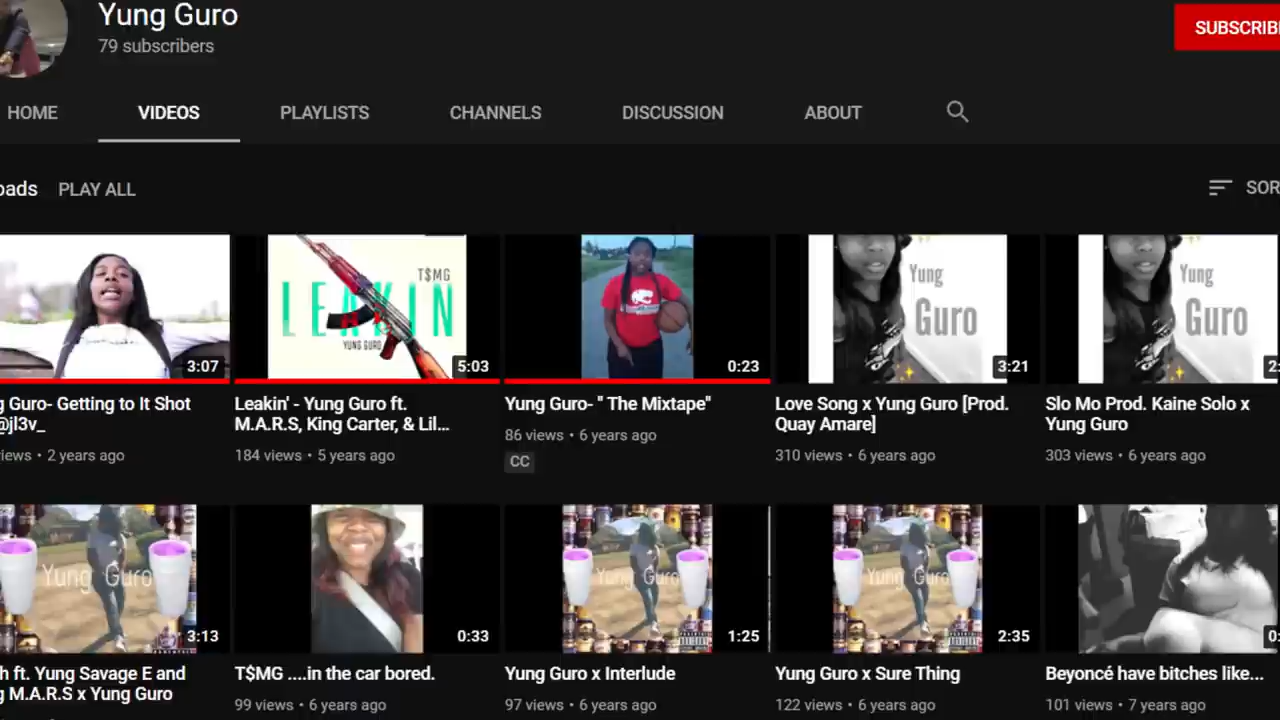 Yung Guro
79 subscribers
SUBSCRIBE
HOME VIDEOS PLAYLISTS CHANNELS DISCUSSION ABOUT
oads PLAY ALL SOR
T$MG
LEAKIN
YUNG GURO
Yung
Guro
Yung
Guro
3:07 5:03 0:23 3:21 2:
g Guro- Getting to It Shot
@jl3v_
iews • 2 years ago
Leakin' - Yung Guro ft.
M.A.R.S, King Carter, & Lil...
184 views • 5 years ago
Yung Guro- " The Mixtape"
86 views • 6 years ago
CC
Love Song x Yung Guro [Prod.
Quay Amare]
310 views • 6 years ago
Slo Mo Prod. Kaine Solo x
Yung Guro
303 views • 6 years ago
Yung Guro
Yung Guro
Yung Guro
3:13 0:33 1:25 2:35 0:
h ft. Yung Savage E and
g M.A.R.S x Yung Guro
T$MG ....in the car bored.
99 views • 6 years ago
Yung Guro x Interlude
97 views • 6 years ago
Yung Guro x Sure Thing
122 views • 6 years ago
Beyoncé have bitches like...
101 views • 7 years ago